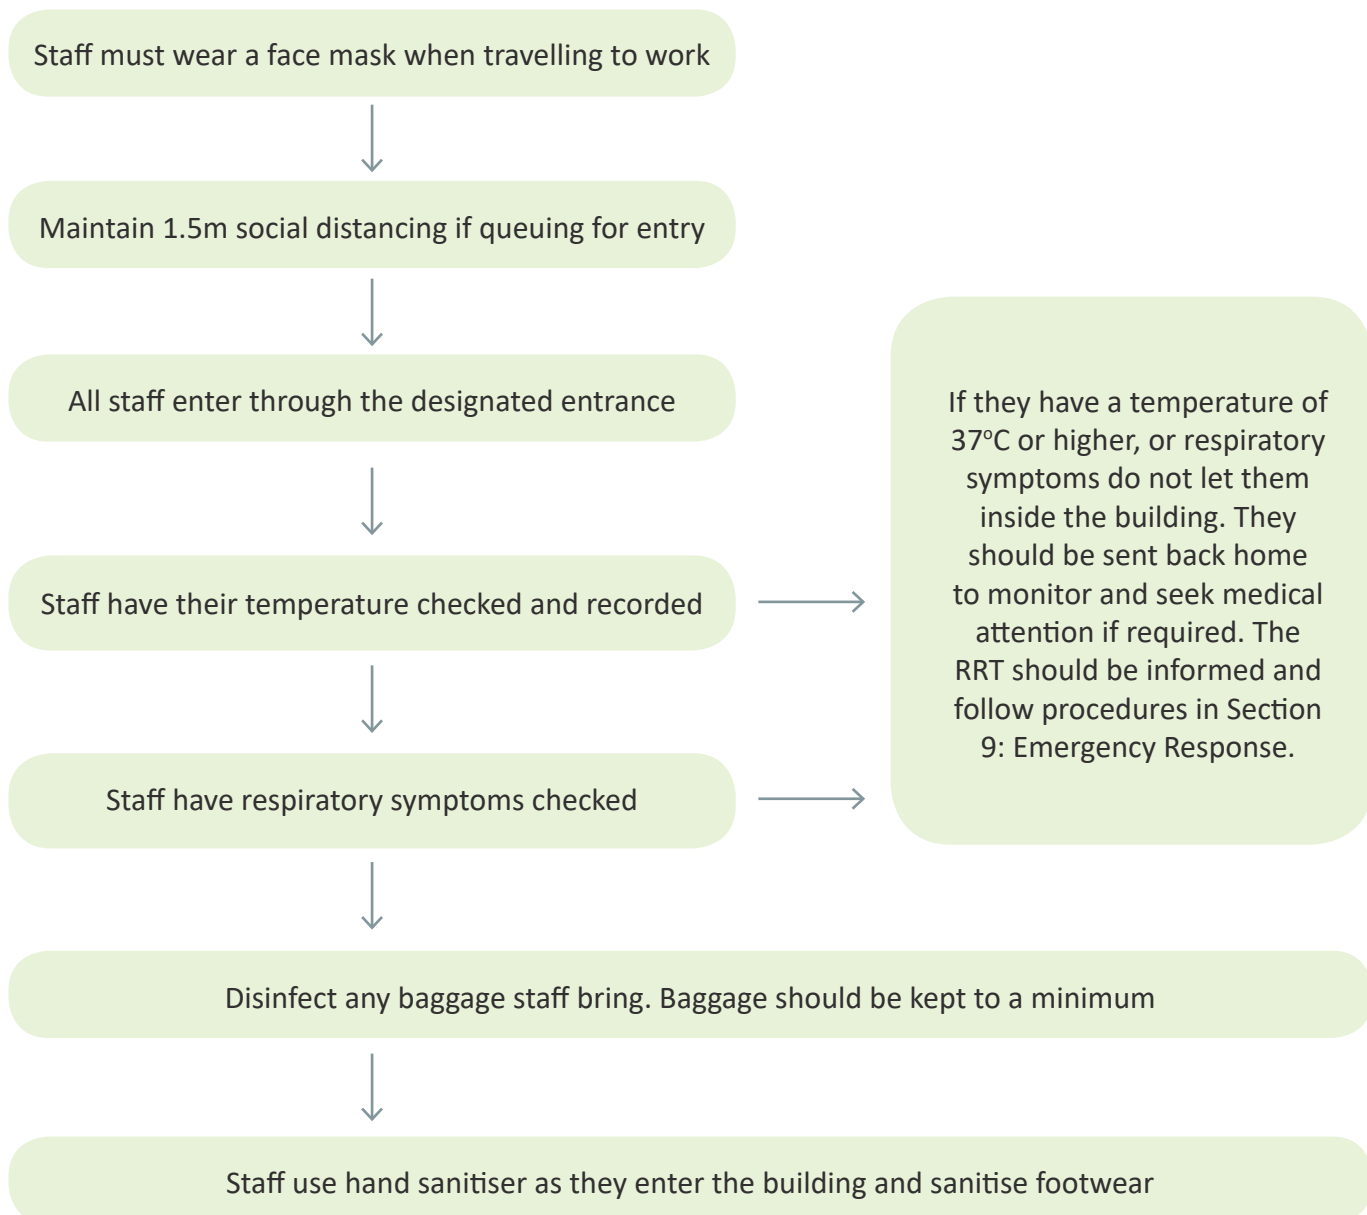 Staff must wear a face mask when travelling to work
Maintain 1.5m social distancing if queuing for entry
All staff enter through the designated entrance
Staff have their temperature checked and recorded
If they have a temperature of
37°C or higher, or respiratory
symptoms do not let them
inside the building. They
should be sent back home
to monitor and seek medical
attention if required. The
RRT should be informed and
follow procedures in Section
9: Emergency Response.
Staff have respiratory symptoms checked
Disinfect any baggage staff bring. Baggage should be kept to a minimum
Staff use hand sanitiser as they enter the building and sanitise footwear